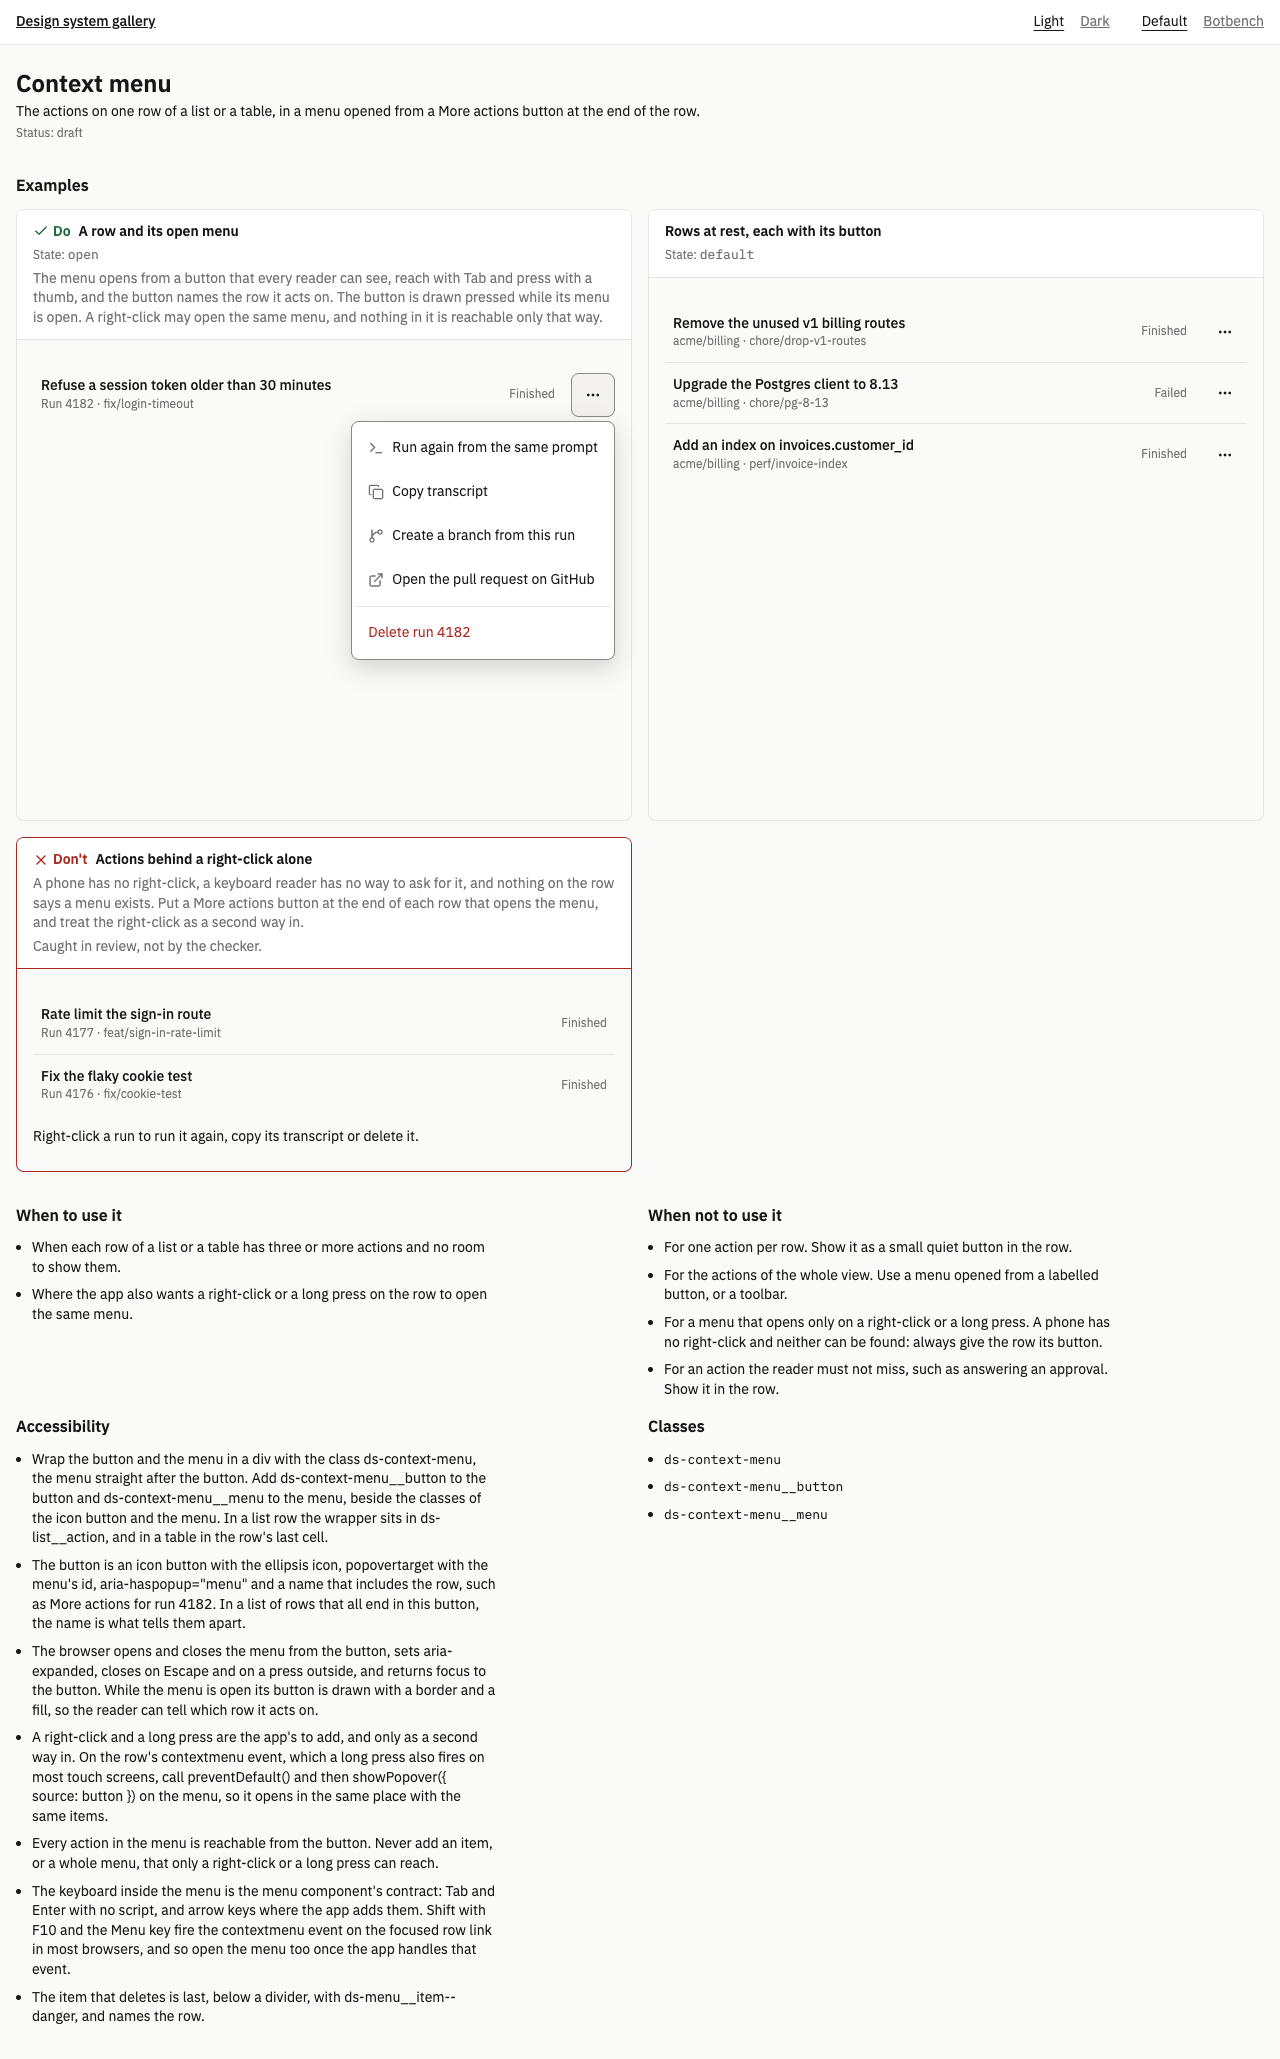 Design system gallery
Light Dark Default Botbench
Context menu
The actions on one row of a list or a table, in a menu opened from a More actions button at the end of the row.
Status: draft
Examples
Do A row and its open menu
State: open
The menu opens from a button that every reader can see, reach with Tab and press with a
thumb, and the button names the row it acts on. The button is drawn pressed while its menu
is open. A right-click may open the same menu, and nothing in it is reachable only that way.
Refuse a session token older than 30 minutes
Run 4182 · fix/login-timeout
Finished
Run again from the same prompt
Copy transcript
Create a branch from this run
Open the pull request on GitHub
Delete run 4182
Rows at rest, each with its button
State: default
Remove the unused v1 billing routes
acme/billing · chore/drop-v1-routes
Finished
Upgrade the Postgres client to 8.13
acme/billing · chore/pg-8-13
Failed
Add an index on invoices.customer_id
acme/billing · perf/invoice-index
Finished
Don't Actions behind a right-click alone
A phone has no right-click, a keyboard reader has no way to ask for it, and nothing on the row
says a menu exists. Put a More actions button at the end of each row that opens the menu,
and treat the right-click as a second way in.
Caught in review, not by the checker.
Rate limit the sign-in route
Run 4177 · feat/sign-in-rate-limit
Finished
Fix the flaky cookie test
Run 4176 · fix/cookie-test
Finished
Right-click a run to run it again, copy its transcript or delete it.
When to use it
• When each row of a list or a table has three or more actions and no room
to show them.
• Where the app also wants a right-click or a long press on the row to open
the same menu.
When not to use it
• For one action per row. Show it as a small quiet button in the row.
• For the actions of the whole view. Use a menu opened from a labelled
button, or a toolbar.
• For a menu that opens only on a right-click or a long press. A phone has
no right-click and neither can be found: always give the row its button.
• For an action the reader must not miss, such as answering an approval.
Show it in the row.
Accessibility
• Wrap the button and the menu in a div with the class ds-context-menu,
the menu straight after the button. Add ds-context-menu__button to the
button and ds-context-menu__menu to the menu, beside the classes of
the icon button and the menu. In a list row the wrapper sits in ds-
list__action, and in a table in the row's last cell.
• The button is an icon button with the ellipsis icon, popovertarget with the
menu's id, aria-haspopup="menu" and a name that includes the row, such
as More actions for run 4182. In a list of rows that all end in this button,
the name is what tells them apart.
• The browser opens and closes the menu from the button, sets aria-
expanded, closes on Escape and on a press outside, and returns focus to
the button. While the menu is open its button is drawn with a border and a
fill, so the reader can tell which row it acts on.
• A right-click and a long press are the app's to add, and only as a second
way in. On the row's contextmenu event, which a long press also fires on
most touch screens, call preventDefault() and then showPopover({
source: button }) on the menu, so it opens in the same place with the
same items.
• Every action in the menu is reachable from the button. Never add an item,
or a whole menu, that only a right-click or a long press can reach.
• The keyboard inside the menu is the menu component's contract: Tab and
Enter with no script, and arrow keys where the app adds them. Shift with
F10 and the Menu key fire the contextmenu event on the focused row link
in most browsers, and so open the menu too once the app handles that
event.
• The item that deletes is last, below a divider, with ds-menu__item--
danger, and names the row.
Classes
• ds-context-menu
• ds-context-menu__button
• ds-context-menu__menu